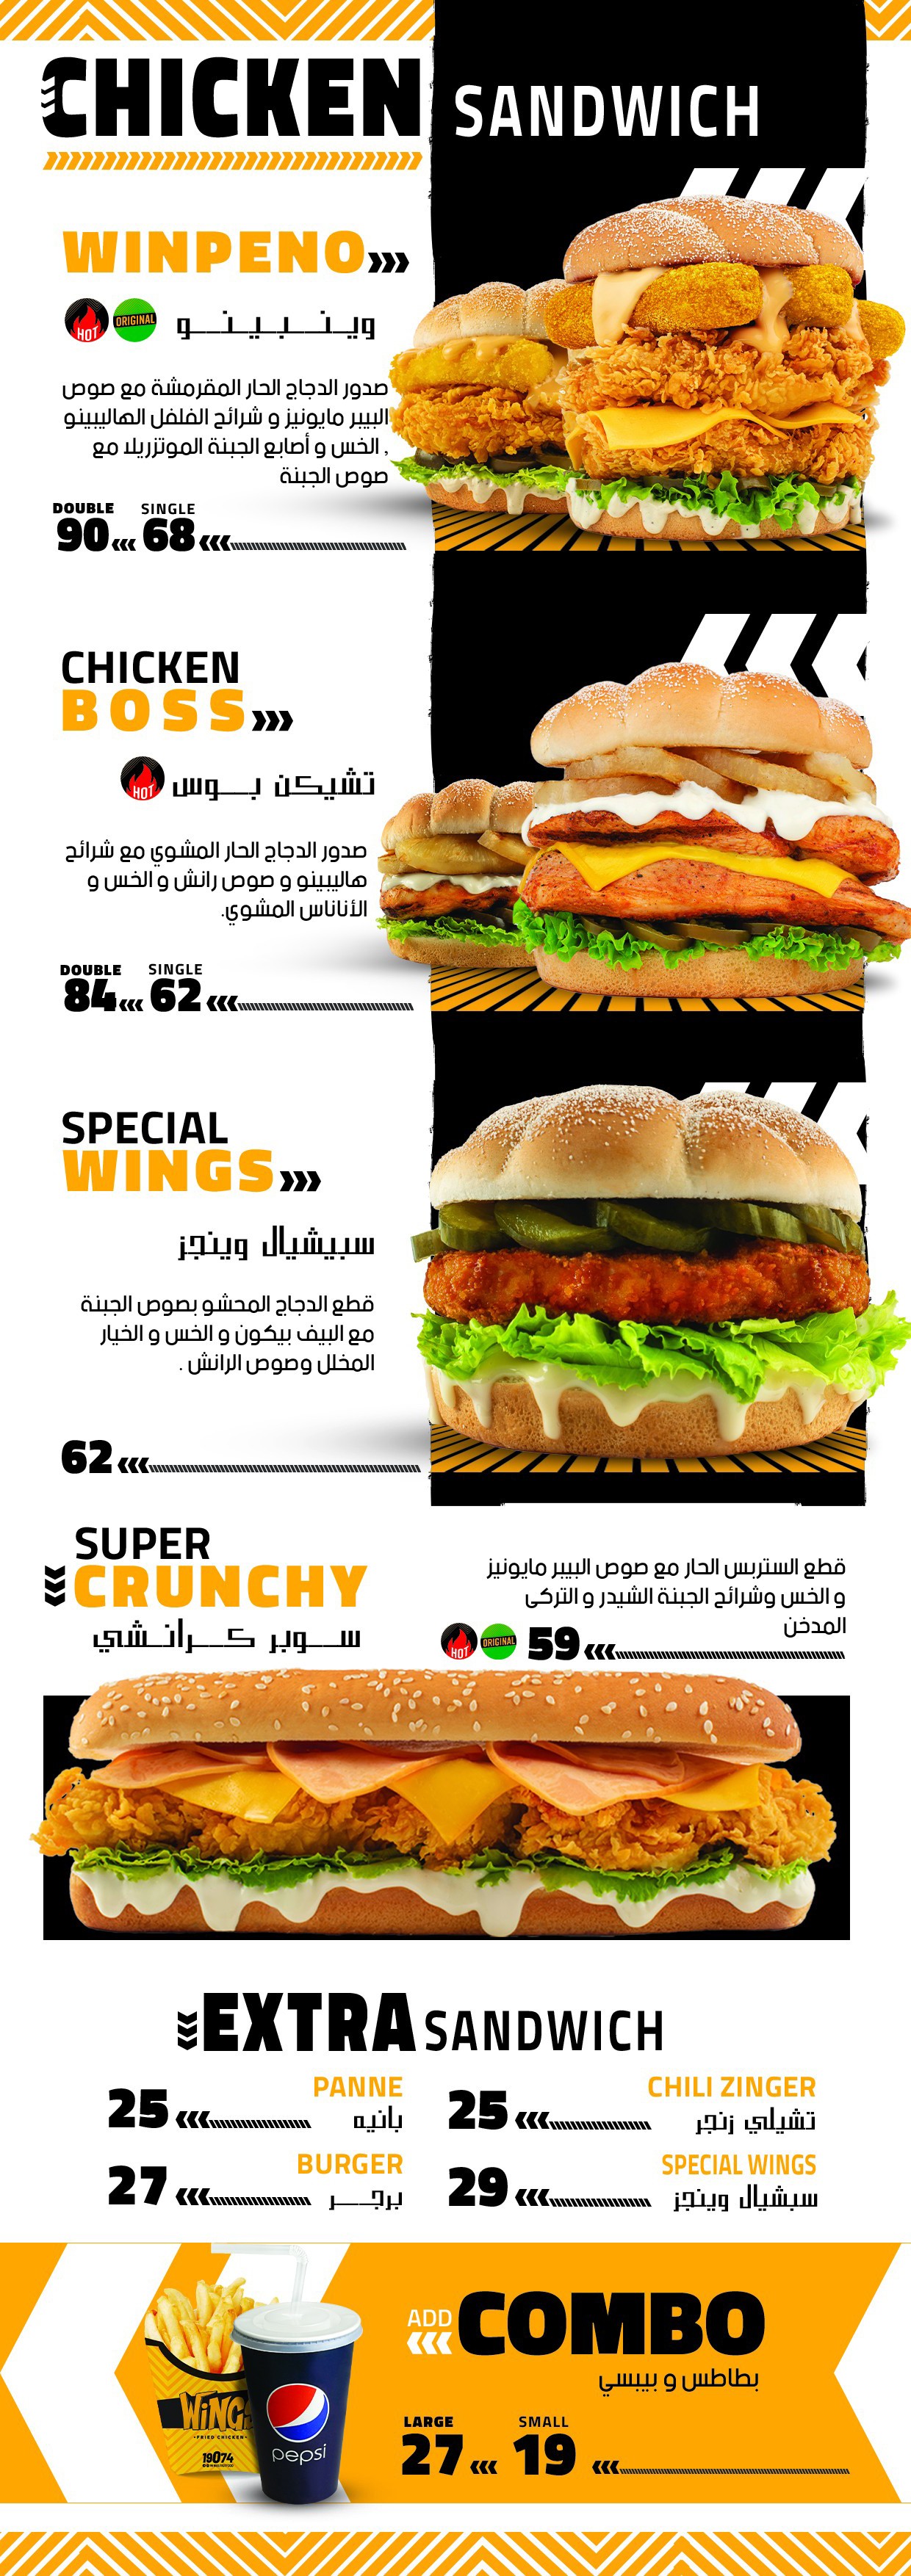 CHICKEN SANDWICH
WINPENO
HOT ORIGINAL وينبينو
صدور الدجاج الحار المقرمشة مع صوص
البيبر مايونيز و شرائح الفلفل الهاليبينو
, الخس و أصابع الجبنة الموتزريلا مع
صوص الجبنة
DOUBLE SINGLE
90 68
CHICKEN
BOSS
HOT تشيكن بوس
صدور الدجاج الحار المشوي مع شرائح
هاليبينو و صوص رانش و الخس و
الأناناس المشوي.
DOUBLE SINGLE
84 62
SPECIAL
WINGS
سبيشيال وينجز
قطع الدجاج المحشو بصوص الجبنة
مع البيف بيكون و الخس و الخيار
المخلل وصوص الرانش .
62
SUPER
CRUNCHY
سوبر كرانشي
قطع الستربس الحار مع صوص البيبر مايونيز
و الخس وشرائح الجبنة الشيدر و التركى
المدخن
HOT ORIGINAL 59
EXTRA SANDWICH
PANNE
بانيه
25
CHILI ZINGER
تشيلي زنجر
25
BURGER
برجر
27
SPECIAL WINGS
سبشيال وينجز
29
ADD COMBO
بطاطس و بيبسي
LARGE SMALL
27 19
WING
FRIED CHICKEN
19074
pepsi